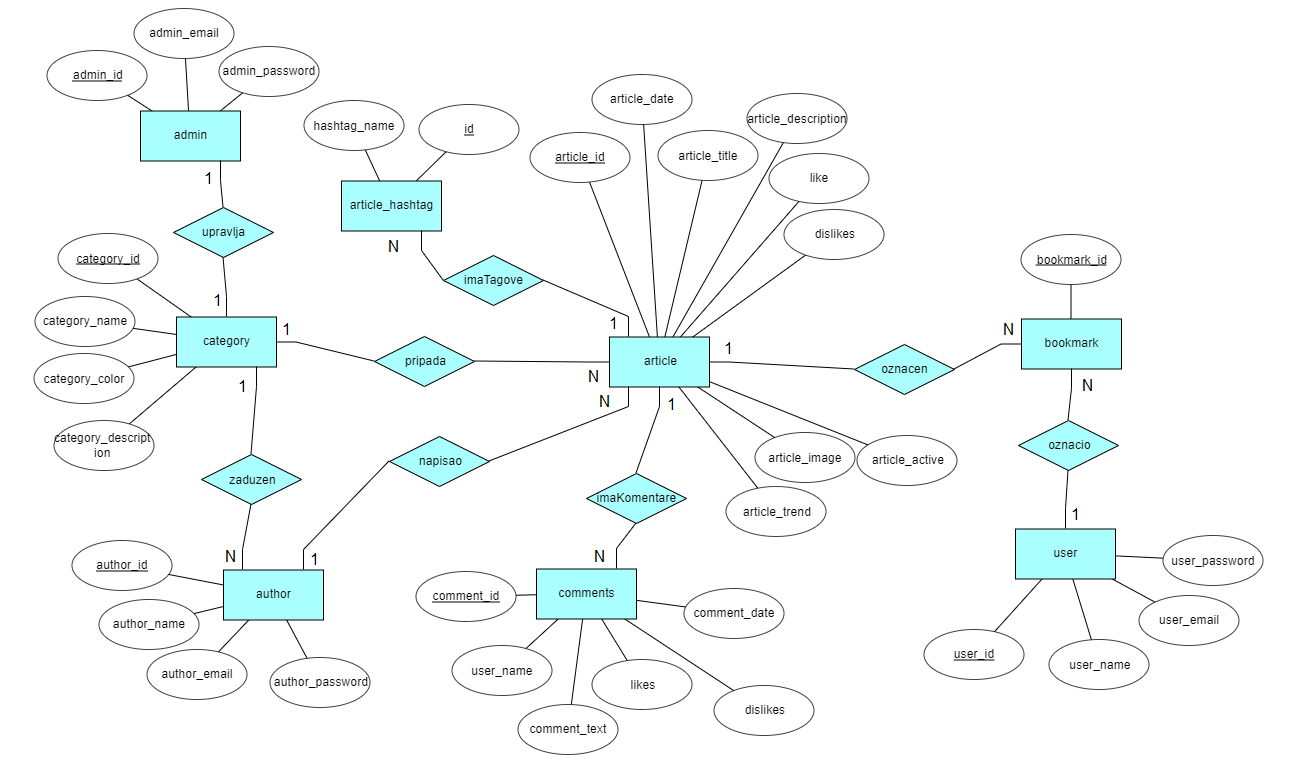 admin_email
admin_id
admin_password
admin
1
upravlja
1
category_id
category_name
category_color
category_descript
ion
category
1
1
hashtag_name
id
article_hashtag
N
imaTagove
1
article_date
article_id
article_title
article_description
like
dislikes
pripada
N
article
1
N
1
oznacen
N
bookmark_id
bookmark
N
oznacio
1
napisao
zaduzen
N
1
imaKomentare
N
article_image
article_active
article_trend
author_id
author
author_name
author_email
author_password
comment_id
comments
comment_date
user_name
likes
dislikes
comment_text
user
user_password
user_email
user_id
user_name